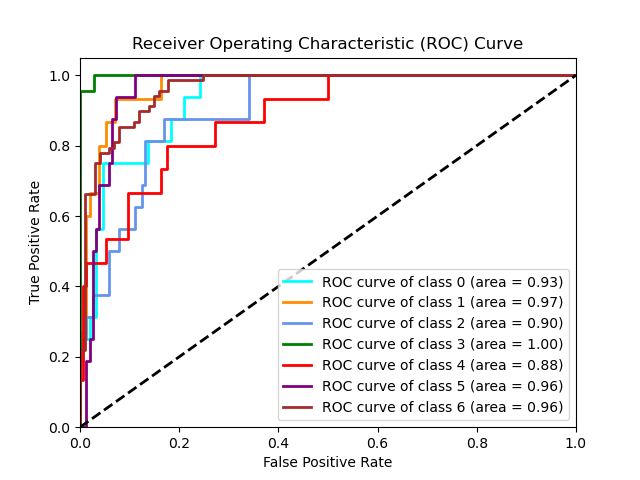 Receiver Operating Characteristic (ROC) Curve
1.0
0.8
0.6
0.4
0.2
0.0
True Positive Rate
ROC curve of class 0 (area = 0.93)
ROC curve of class 1 (area = 0.97)
ROC curve of class 2 (area = 0.90)
ROC curve of class 3 (area = 1.00)
ROC curve of class 4 (area = 0.88)
ROC curve of class 5 (area = 0.96)
ROC curve of class 6 (area = 0.96)
0.0 0.2 0.4 0.6 0.8 1.0
False Positive Rate